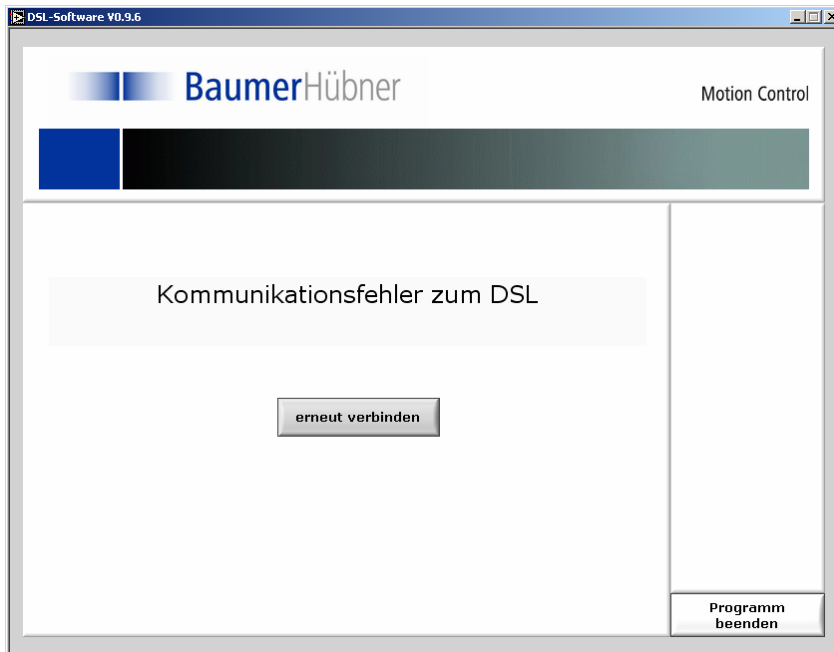 DSL-Software V0.9.6
BaumerHübner
Motion Control
Kommunikationsfehler zum DSL
erneut verbinden
Programm
beenden